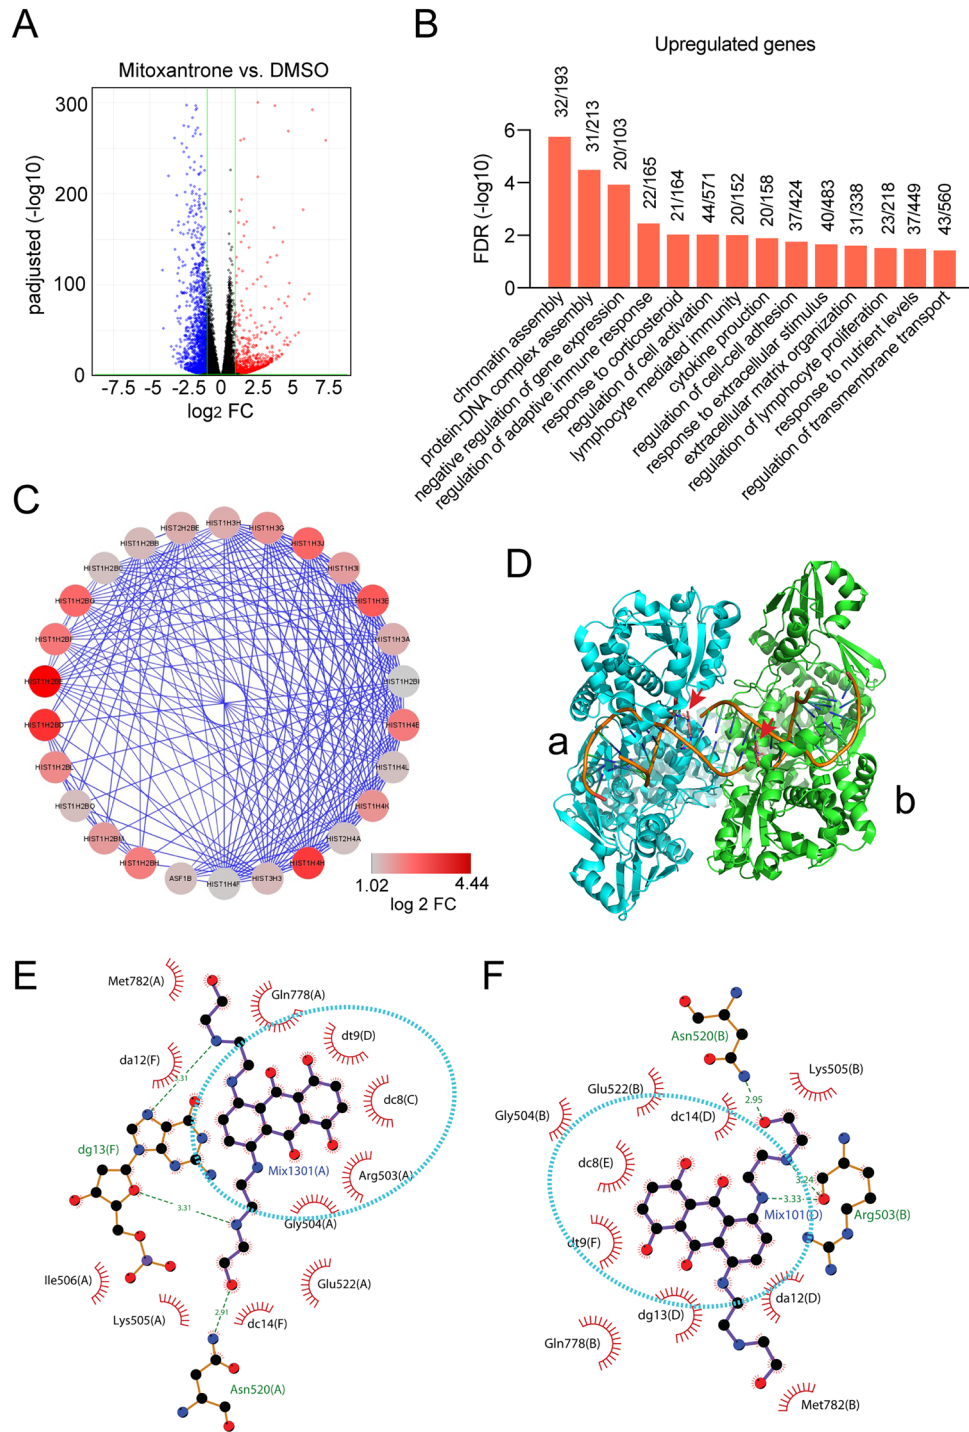 A
Mitoxantrone vs. DMSO
padjusted (-log10)
300
200
100
0
-7.5
-5
-2.5
0
2.5
5
7.5
log2 FC
B
Upregulated genes
FDR (-log10)
6
4
2
0
32/193
31/213
20/103
22/165
21/164
44/571
20/152
20/158
37/424
40/483
31/338
23/218
37/449
43/560
chromatin assembly
protein-DNA complex assembly
negative regulation of gene expression
regulation of adaptive immune response
response to corticosteroid
regulation of cell activation
lymphocyte mediated immunity
cytokine prouction
regulation of cell-cell adhesion
response to extracellular stimulus
extracellular matrix organization
regulation of lymphocyte proliferation
response to nutrient levels
regulation of transmembrane transport
C
HIST1H3H
HIST1H3G
HIST1H3J
HIST1H3I
HIST1H3E
HIST1H3A
HIST1H2BI
HIST1H4E
HIST1H4L
HIST1H4K
HIST2H4A
HIST1H4H
HIST3H3
HIST1H4F
ASF1B
HIST1H2BH
HIST1H2BM
HIST1H2BO
HIST1H2BL
HIST1H2BD
HIST1H2BE
HIST1H2BF
HIST1H2BG
HIST1H2BC
HIST1H2BB
HIST2H2BE
1.02
4.44
log 2 FC
D
a
b
E
Met782(A)
Gln778(A)
dt9(D)
da12(F)
3.31
dc8(C)
dg13(F)
Mix1301(A)
Arg503(A)
3.31
Gly504(A)
Ile506(A)
Glu522(A)
Lys505(A)
2.91
dc14(F)
Asn520(A)
F
Asn520(B)
Lys505(B)
Glu522(B)
2.95
Gly504(B)
dc14(D)
dc8(E)
3.24
3.33
Mix101(D)
Arg503(B)
dt9(F)
da12(D)
dg13(D)
Gln778(B)
Met782(B)